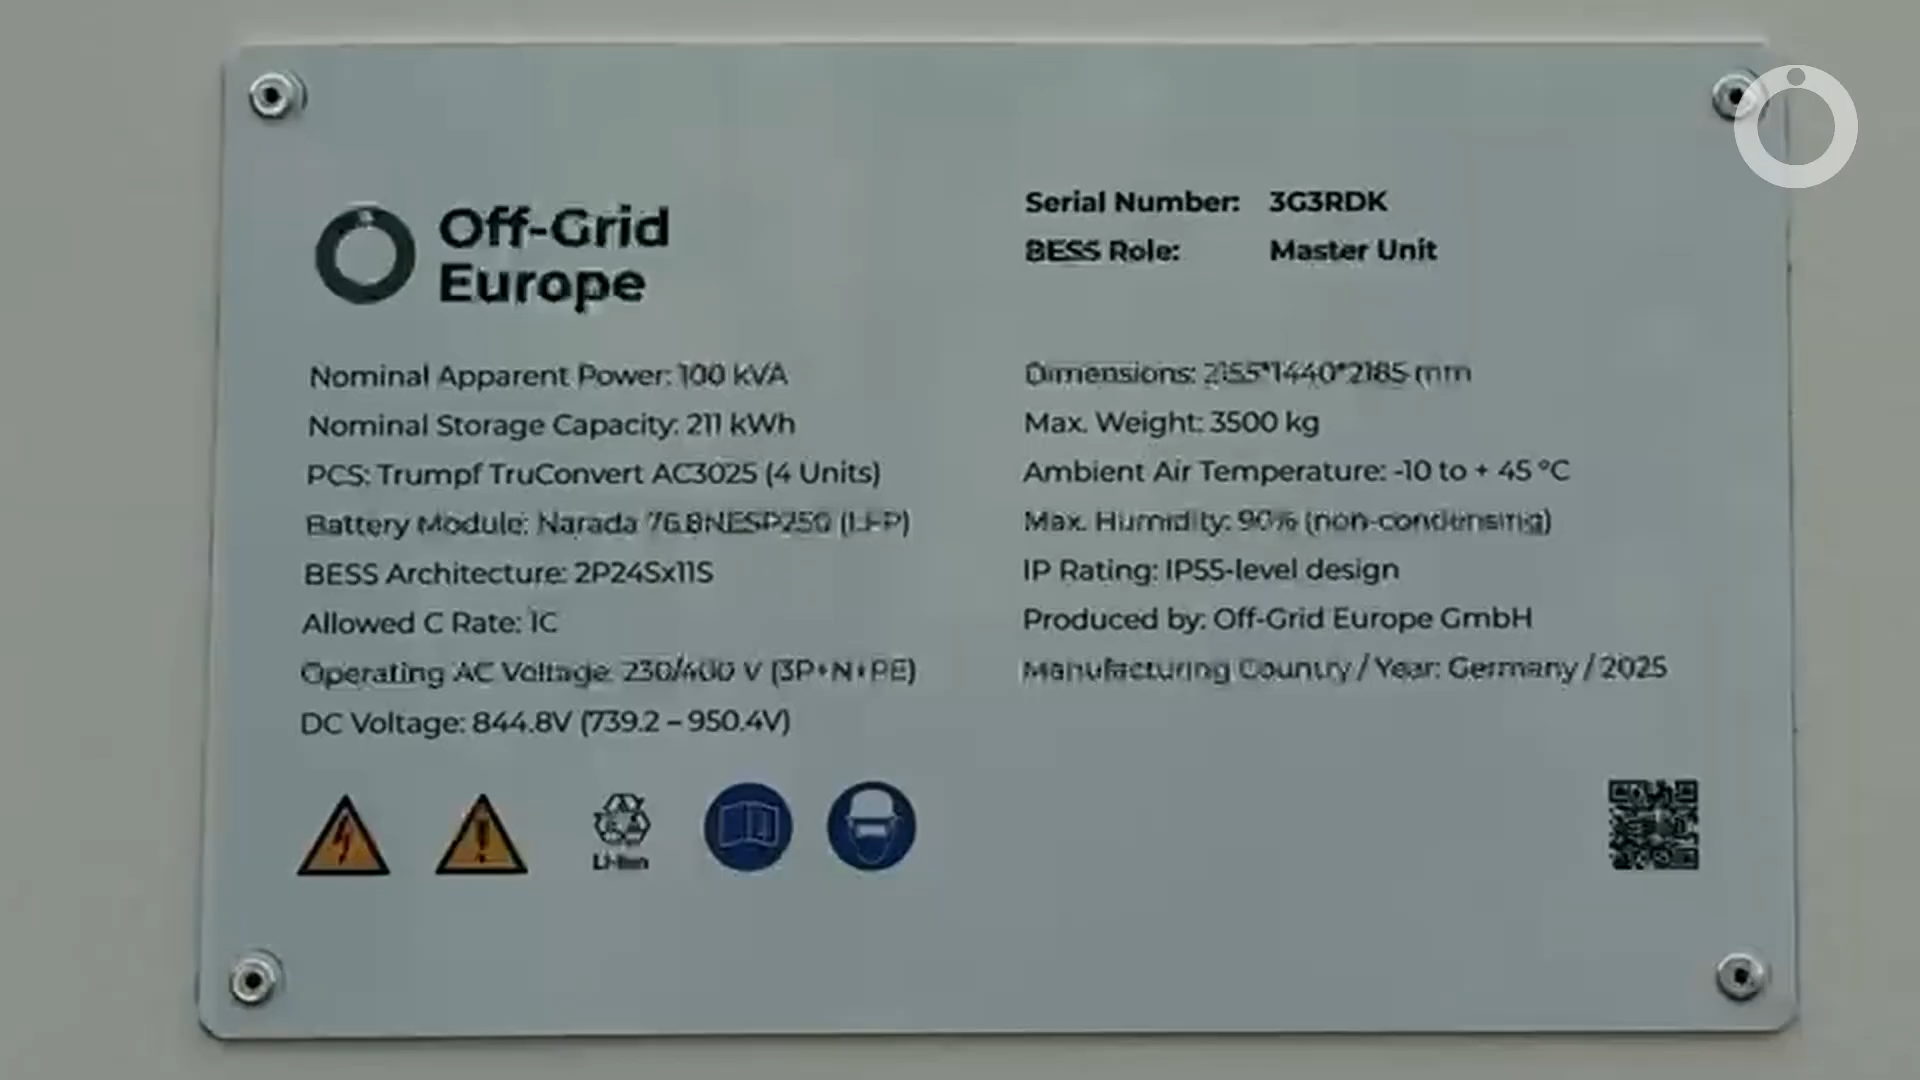 Off-Grid
Europe
Serial Number: 3G3RDK
BESS Role: Master Unit
Nominal Apparent Power: 100 kVA
Nominal Storage Capacity: 211 kWh
PCS: Trumpf TruConvert AC3025 (4 Units)
Battery Module: Narada 76.8NESP250 (LFP)
BESS Architecture: 2P24Sx11S
Allowed C Rate: 1C
Operating AC Voltage: 230/400 V (3P+N+PE)
DC Voltage: 844.8V (739.2 – 950.4V)
Dimensions: 2155*1440*2185 mm
Max. Weight: 3500 kg
Ambient Air Temperature: -10 to + 45 °C
Max. Humidity: 90% (non-condensing)
IP Rating: IP55-level design
Produced by: Off-Grid Europe GmbH
Manufacturing Country / Year: Germany / 2025
Li-Ion